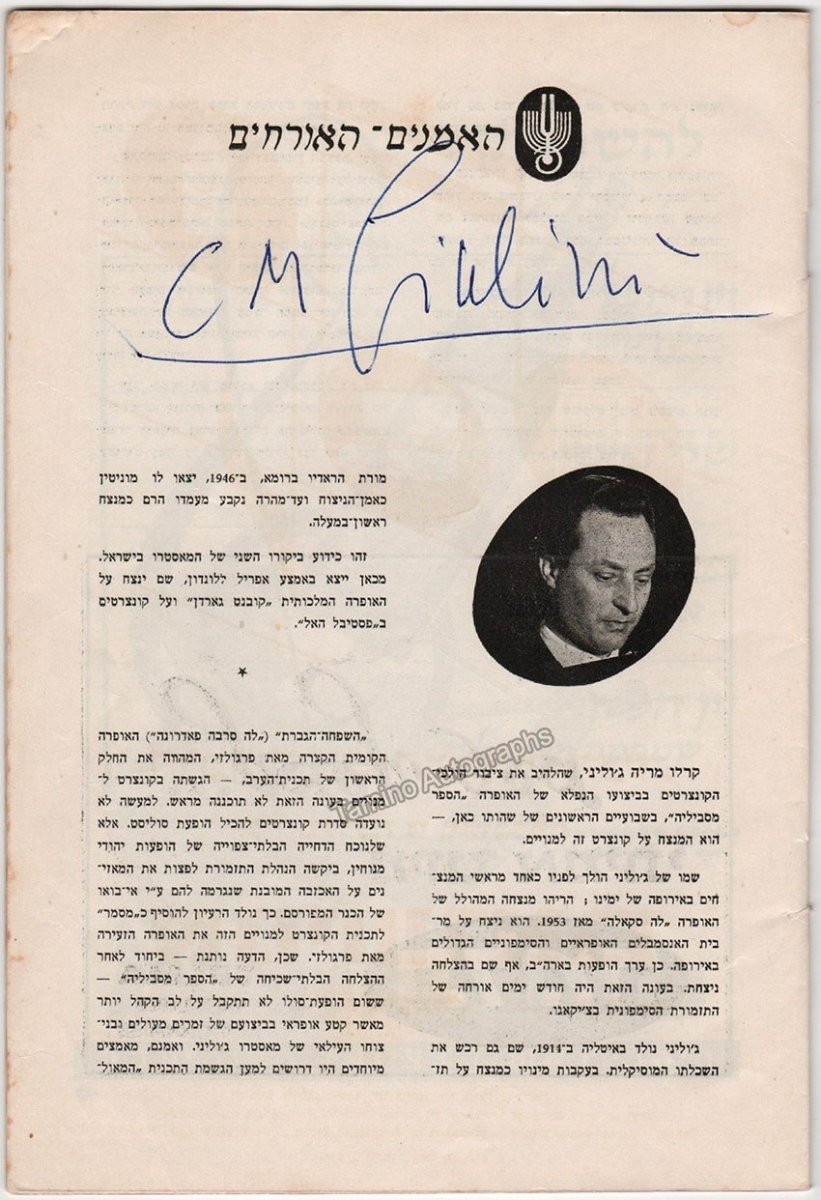 האמנים־האורחים
C M Giulini
קרלו מריה ג׳וליני, שהלהיב את ציבור הולכי־
הקונצרטים בביצועו הנפלא של האופרה „הספר
מסביליה”, בשבועיים הראשונים של שהותו כאן, —
הוא המנצח על קונצרט זה למנויים.
שמו של ג׳וליני הולך לפניו כאחד מראשי המנצ־
חים באירופה של ימינו ; הריהו מנצחה המהולל של
האופרה „לה סקאלה” מאז 1953. הוא ניצח על מר־
בית האנסמבלים האופראיים והסימפוניים הגדולים
באירופה. כן ערך הופעות בארה״ב, אף שם בהצלחה
ניצחת. בעונה הזאת היה חודש ימים אורחה של
התזמורת הסימפונית בצ׳יקאגו.
ג׳וליני נולד באיטליה ב־1914, שם גם רכש את
השכלתו המוסיקלית. בעקבות מינויו כמנצח על תז־
מורת הראדיו ברומא, ב־1946, יצאו לו מוניטין
כאמן־הניצוח ועד־מהרה נקבע מעמדו הרם כמנצח
ראשון־במעלה.
זהו כידוע ביקורו השני של המאסטרו בישראל.
מכאן ייצא באמצע אפריל ללונדון, שם ינצח על
האופרה המלכותית „קובנט גארדן” ועל קונצרטים
ב„פסטיבל האל”.
★
„השפחה־הגברת” („לה סרבה פאדרונה”) האופרה
הקומית הקצרה מאת פרגולזי, המהווה את החלק
הראשון של תכנית־הערב, — הגשתה בקונצרט ל־
מנויים בעונה הזאת לא תוכננה מראש. למעשה לא
נועדה סדרת קונצרטים להכיל הופעת סוליסט. אלא
שלנוכח הדחייה הבלתי־צפוייה של הופעות יהודי
מנוחין, ביקשה הנהלת התזמורת לפצות את המאזי־
נים על האכזבה המובנת שנגרמה להם ע״י אי־בואו
של הכנר המפורסם. כך נולד הרעיון להוסיף כ„מסמר”
לתכנית הקונצרט למנויים הזה את האופרה הזעירה
מאת פרגולזי. שכן, הדעה נותנת –– ביחוד לאחר
ההצלחה הבלתי־שכיחה של „הספר מסביליה” —
ששום הופעת־סולו לא תתקבל על לב הקהל יותר
מאשר קטע אופראי בביצועם של זמרים מעולים ובני־
צוחו העילאי של מאסטרו ג׳וליני. ואמנם, מאמצים
מיוחדים היו דרושים למען הגשמת התכנית „המאול־
Tamino Autographs